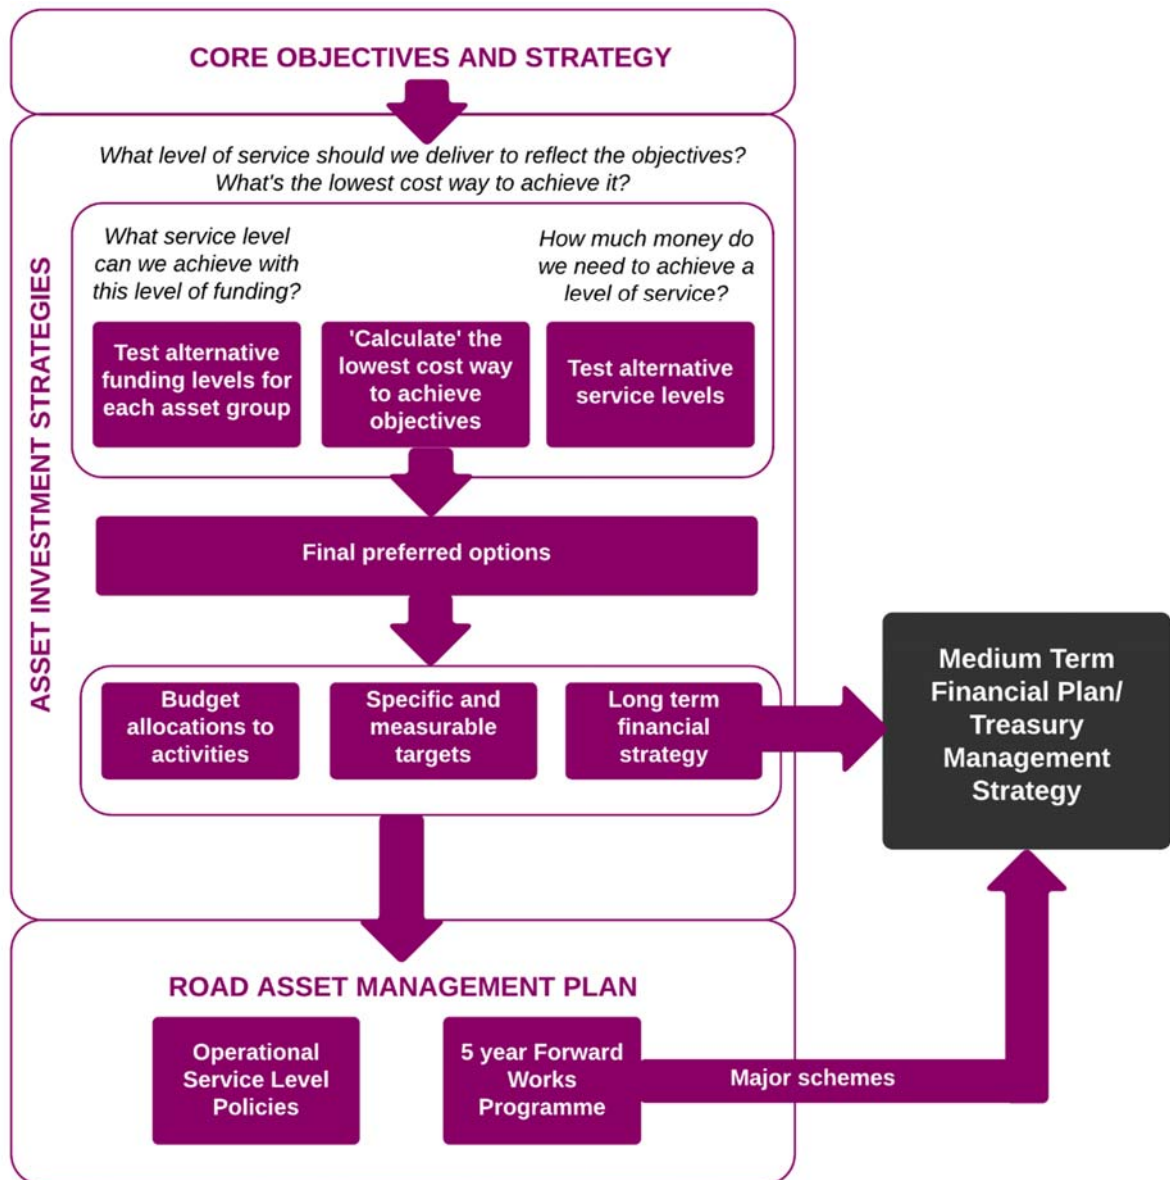 CORE OBJECTIVES AND STRATEGY
ASSET INVESTMENT STRATEGIES
What level of service should we deliver to reflect the objectives?
What's the lowest cost way to achieve it?
What service level
can we achieve with
this level of funding?
How much money do
we need to achieve a
level of service?
Test alternative
funding levels for
each asset group
'Calculate' the
lowest cost way
to achieve
objectives
Test alternative
service levels
Final preferred options
Budget
allocations to
activities
Specific and
measurable
targets
Long term
financial
strategy
Medium Term
Financial Plan/
Treasury
Management
Strategy
ROAD ASSET MANAGEMENT PLAN
Operational
Service Level
Policies
5 year Forward
Works
Programme
Major schemes